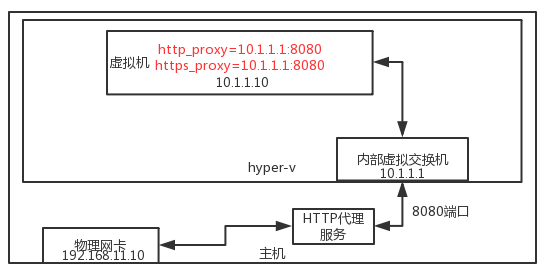 http_proxy=10.1.1.1:8080
虚拟机 https_proxy=10.1.1.1:8080
10.1.1.10
内部虚拟交换机
10.1.1.1
hyper-v
8080端口
HTTP代理
服务
物理网卡
192.168.11.10
主机